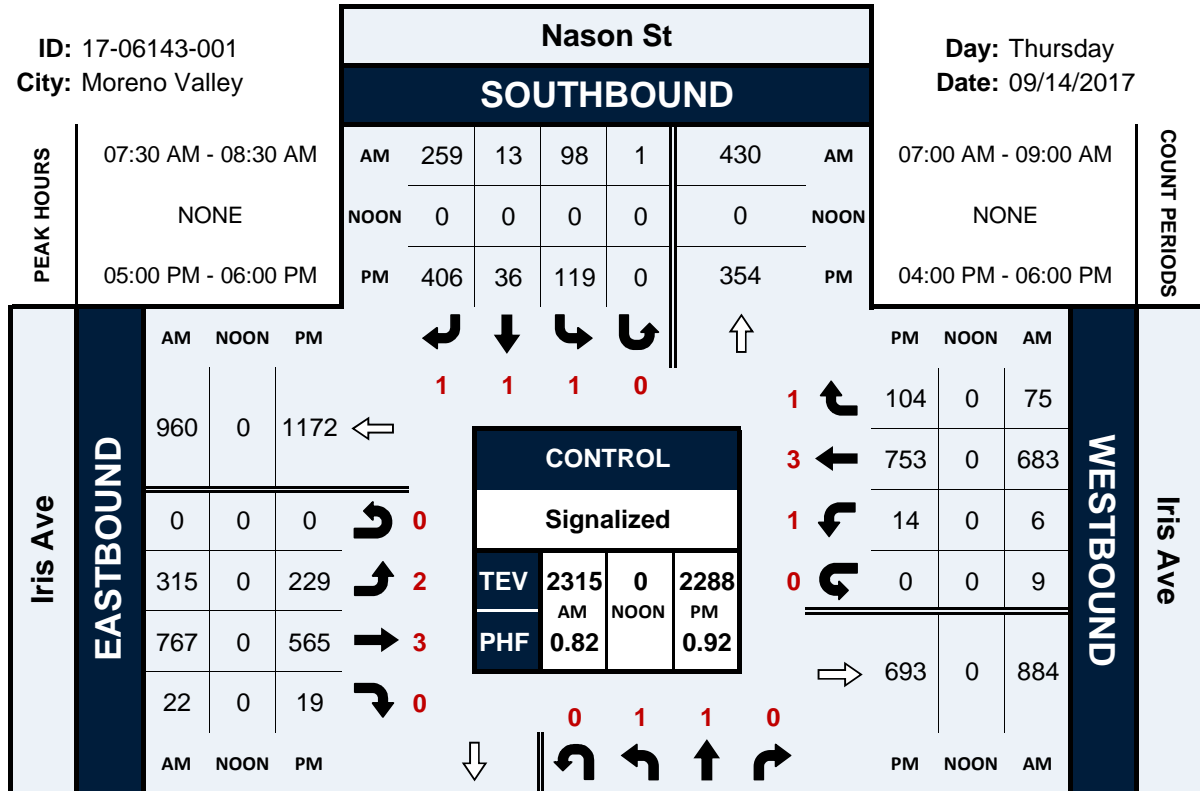 ID: 17-06143-001
City: Moreno Valley
Nason St
SOUTHBOUND
Day: Thursday
Date: 09/14/2017
PEAK HOURS
07:30 AM - 08:30 AM
NONE
05:00 PM - 06:00 PM
AM 259 13 98 1 430 AM
NOON 0 0 0 0 0 NOON
PM 406 36 119 0 354 PM
07:00 AM - 09:00 AM
NONE
04:00 PM - 06:00 PM
COUNT PERIODS
1 1 1 0
Iris Ave
EASTBOUND
AM NOON PM
960 0 1172
0 0 0 0
315 0 229 2
767 0 565 3
22 0 19 0
AM NOON PM
CONTROL
Signalized
TEV 2315 0 2288
AM NOON PM
PHF 0.82 0.92
PM NOON AM
1 104 0 75
3 753 0 683
1 14 0 6
0 0 0 9
693 0 884
PM NOON AM
WESTBOUND
Iris Ave
0 1 1 0